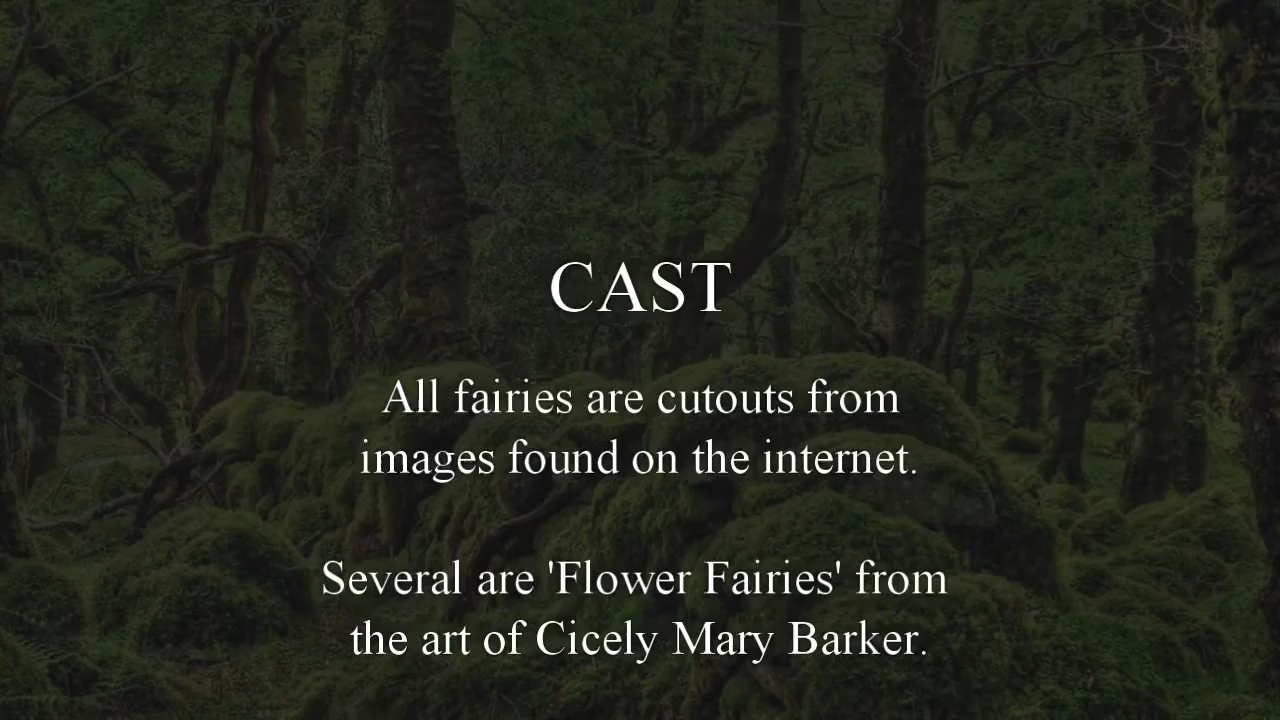 CAST
All fairies are cutouts from
images found on the internet.
Several are 'Flower Fairies' from
the art of Cicely Mary Barker.